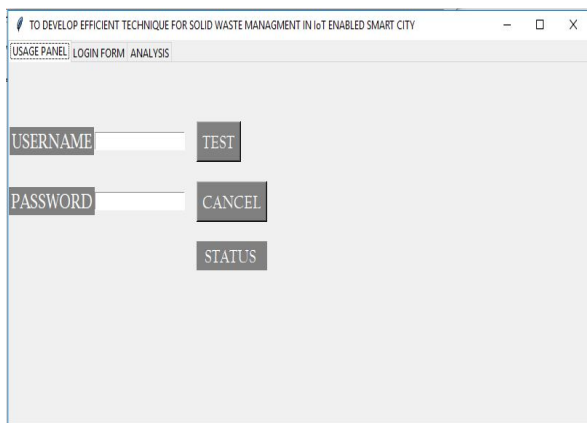 TO DEVELOP EFFICIENT TECHNIQUE FOR SOLID WASTE MANAGMENT IN IoT ENABLED SMART CITY
USAGE PANEL LOGIN FORM ANALYSIS
USERNAME TEST
PASSWORD CANCEL
STATUS